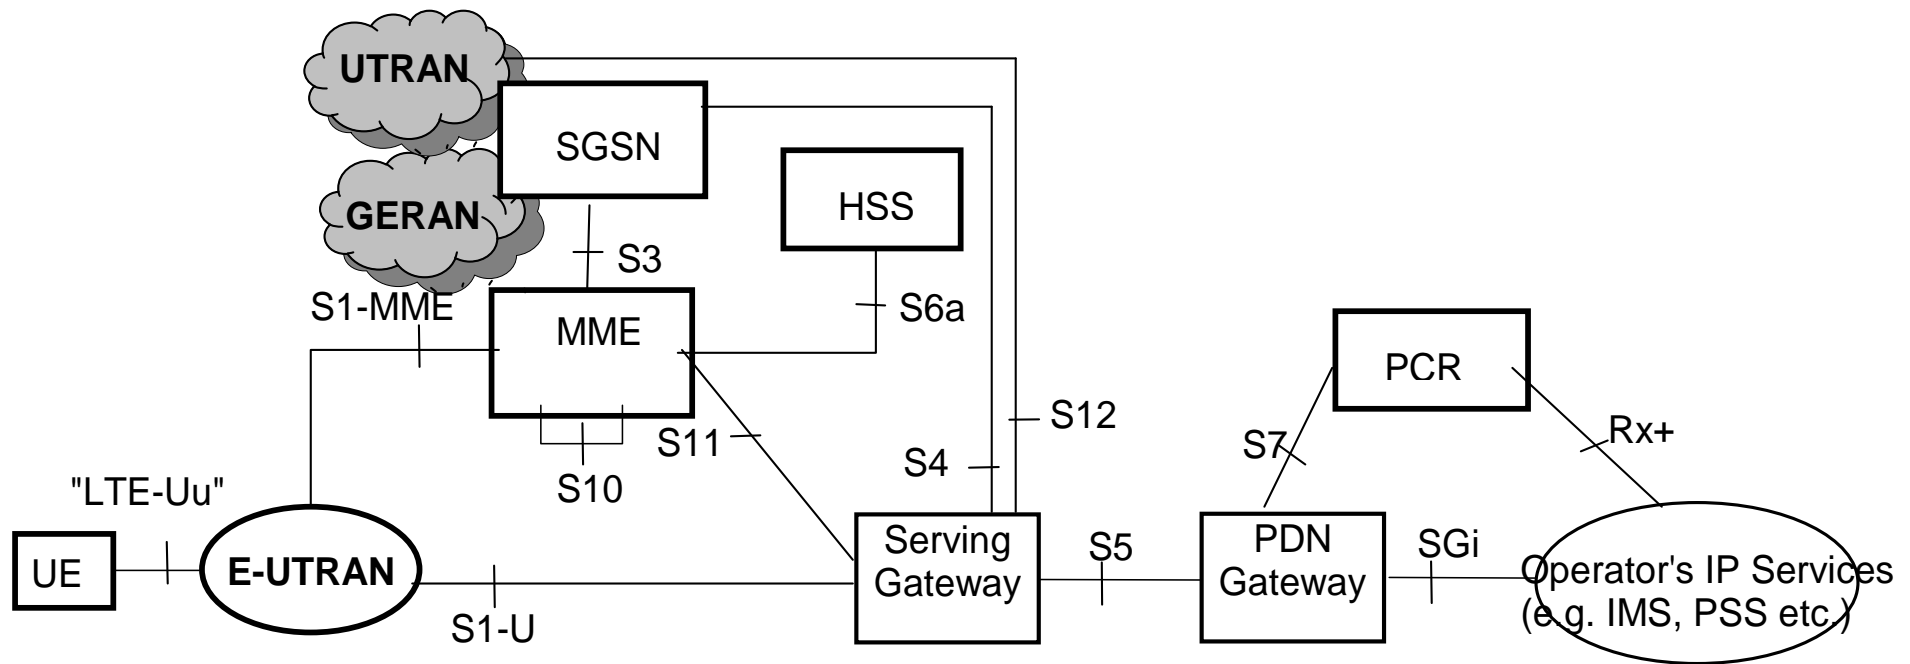 UTRAN
SGSN
GERAN
HSS
S3
S1-MME
S6a
MME
PCR
S12
S11
S7
Rx+
S4
S10
"LTE-Uu"
UE
E-UTRAN
Serving
Gateway
S5
PDN
Gateway
SGi
Operator's IP Services
(e.g. IMS, PSS etc.)
S1-U